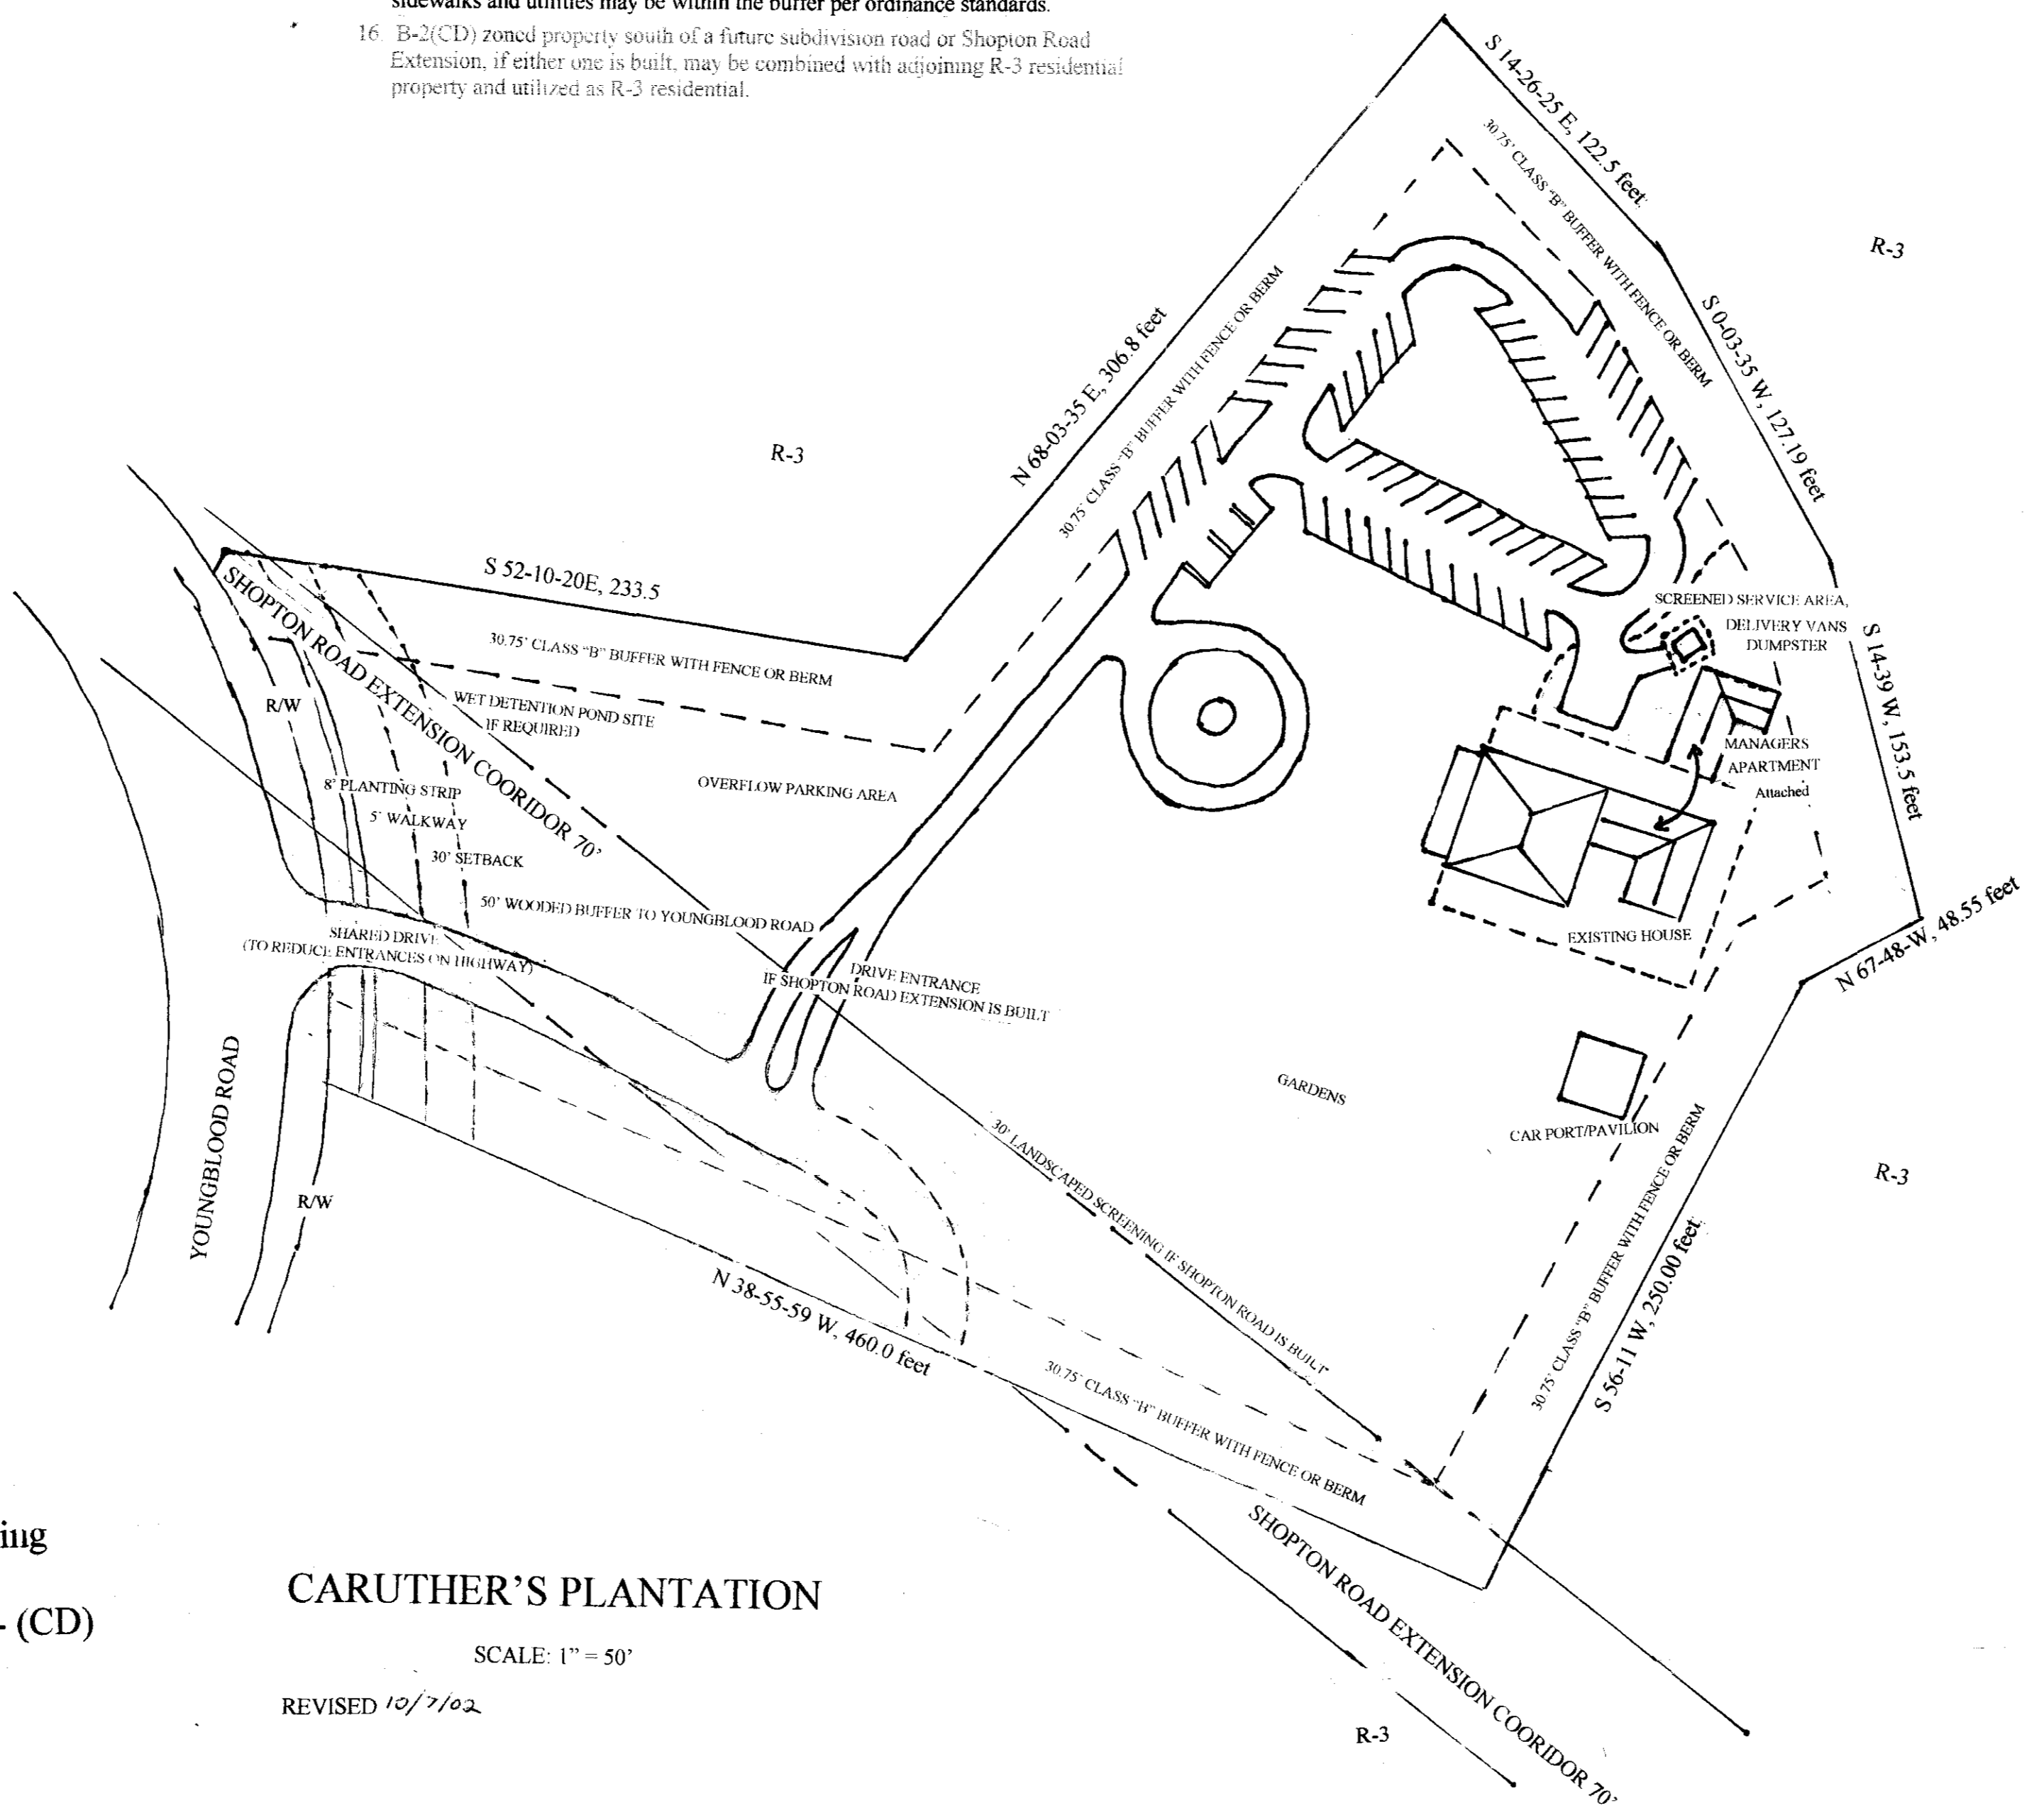 sidewalks and utilities may be within the buffer per ordinance standards.
16. B-2(CD) zoned property south of a future subdivision road or Shopton Road
Extension, if either one is built, may be combined with adjoining R-3 residential
property and utilized as R-3 residential.
S 14-26-25 E, 122.5 feet
30.75' CLASS "B" BUFFER WITH FENCE OR BERM
R-3
S 0-03-35 W, 127.19 feet
N 68-03-35 E, 306.8 feet
30.75' CLASS "B" BUFFER WITH FENCE OR BERM
R-3
S 52-10-20E, 233.5
30.75' CLASS "B" BUFFER WITH FENCE OR BERM
SHOPTON ROAD EXTENSION COORIDOR 70'
R/W
WET DETENTION POND SITE
IF REQUIRED
OVERFLOW PARKING AREA
8' PLANTING STRIP
5' WALKWAY
30' SETBACK
50' WOODED BUFFER TO YOUNGBLOOD ROAD
SHARED DRIVE
(TO REDUCE ENTRANCES ON HIGHWAY)
DRIVE ENTRANCE
IF SHOPTON ROAD EXTENSION IS BUILT
SCREENED SERVICE AREA,
DELIVERY VANS
DUMPSTER
S 14-39 W, 153.5 feet
MANAGERS
APARTMENT
Attached
EXISTING HOUSE
N 67-48-W, 48.55 feet
GARDENS
CAR PORT/PAVILION
30.75' CLASS "B" BUFFER WITH FENCE OR BERM
S 56-11 W, 250.00 feet
R-3
YOUNGBLOOD ROAD
R/W
30' LANDSCAPED SCREENING IF SHOPTON ROAD IS BUILT
N 38-55-59 W, 460.0 feet
30.75' CLASS "B" BUFFER WITH FENCE OR BERM
SHOPTON ROAD EXTENSION COORIDOR 70'
R-3
ing
- (CD)
CARUTHER'S PLANTATION
SCALE: 1" = 50'
REVISED 10/7/02